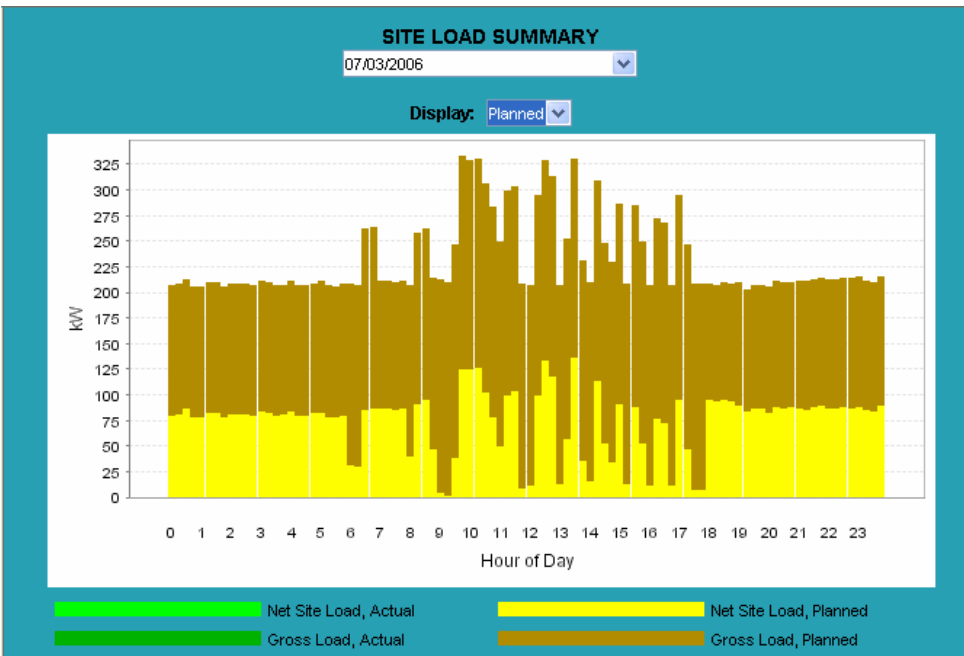 SITE LOAD SUMMARY
07/03/2006
Display: Planned
325
300
275
250
225
200
175
150
125
100
75
50
25
0
kW
0 1 2 3 4 5 6 7 8 9 10 11 12 13 14 15 16 17 18 19 20 21 22 23
Hour of Day
Net Site Load, Actual Net Site Load, Planned
Gross Load, Actual Gross Load, Planned